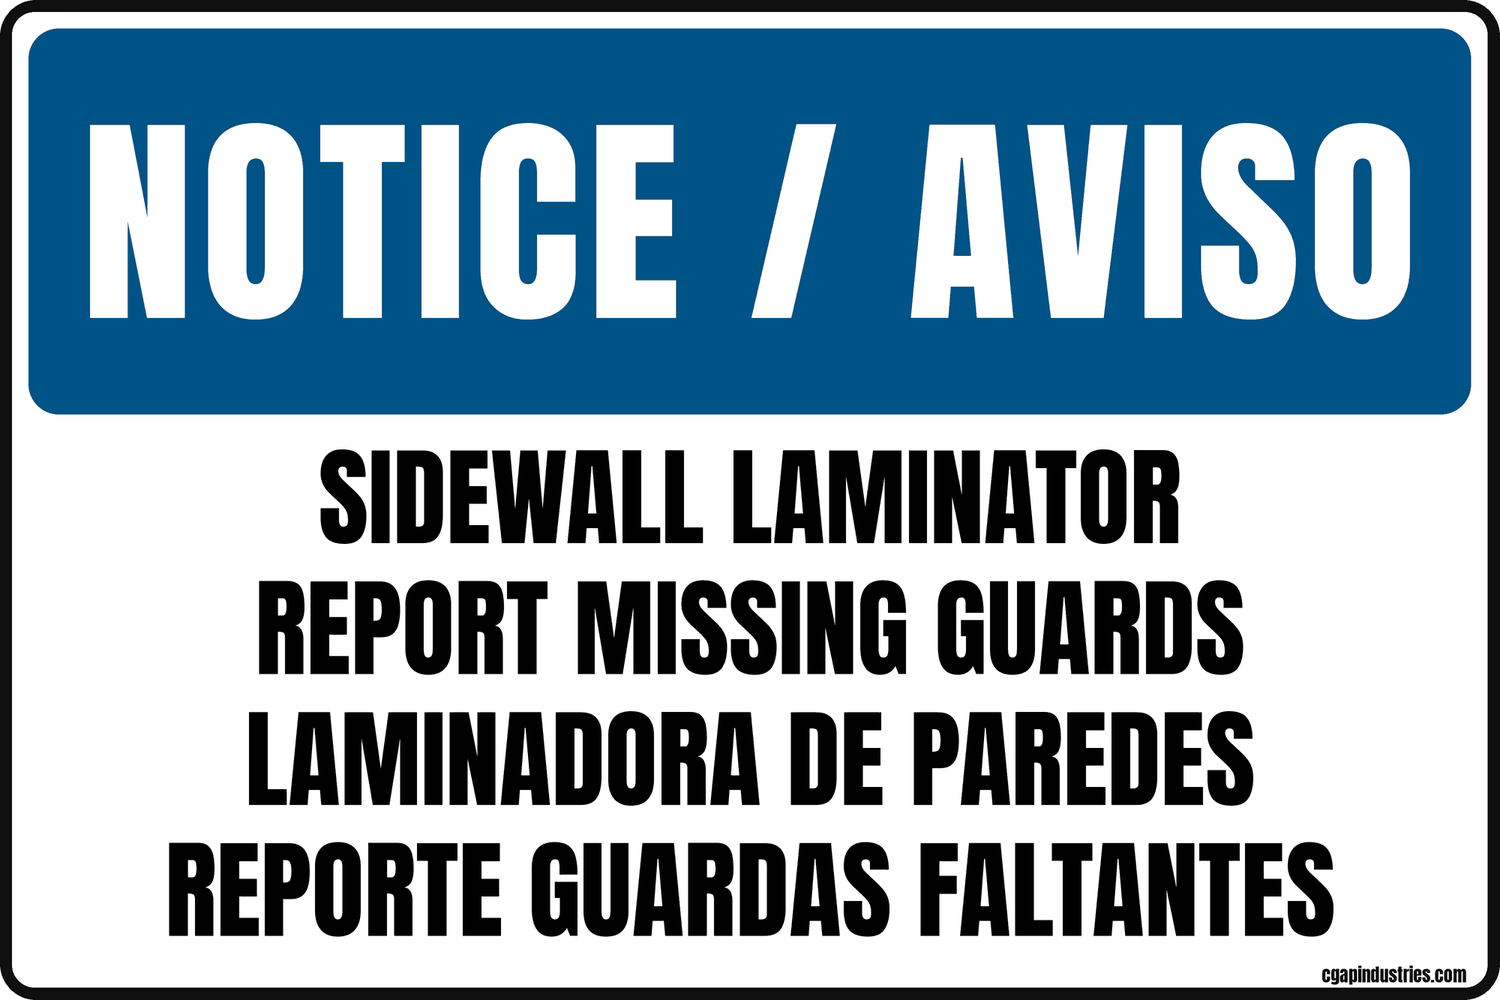 NOTICE / AVISO
SIDEWALL LAMINATOR
REPORT MISSING GUARDS
LAMINADORA DE PAREDES
REPORTE GUARDAS FALTANTES
cgapindustries.com